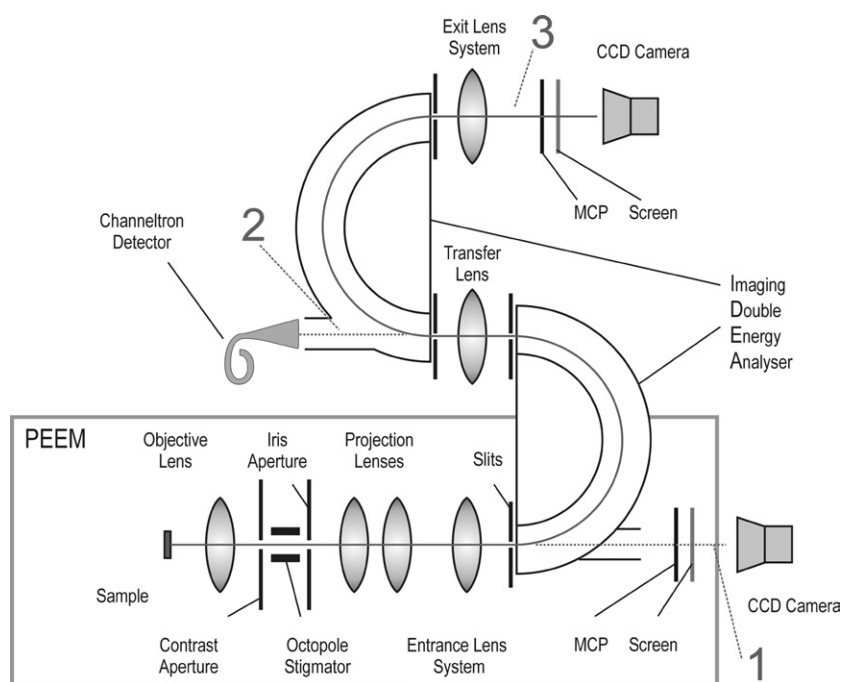 Exit Lens
System
3
CCD Camera
MCP
Screen
Channeltron
Detector
2
Transfer
Lens
Imaging
Double
Energy
Analyser
PEEM
Objective
Lens
Iris
Aperture
Projection
Lenses
Slits
Sample
Contrast
Aperture
Octopole
Stigmator
Entrance Lens
System
MCP
Screen
CCD Camera
1